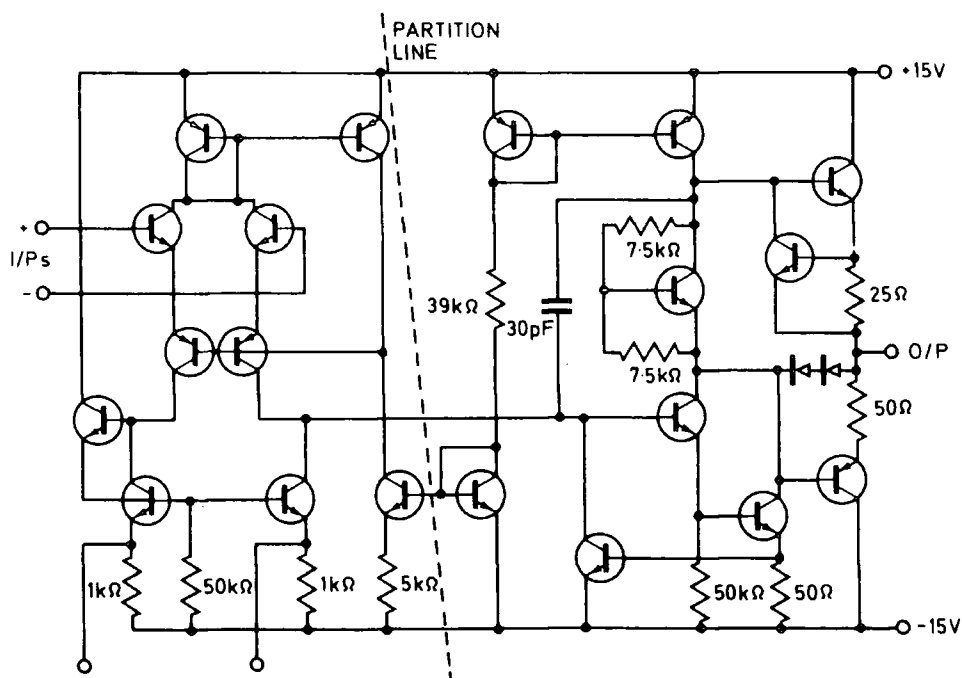 PARTITION
LINE
+15V
+
I/Ps
-
7·5kΩ
39kΩ
30pF
25Ω
O/P
7·5kΩ
50Ω
1kΩ
50kΩ
1kΩ
5kΩ
50kΩ
50Ω
-15V